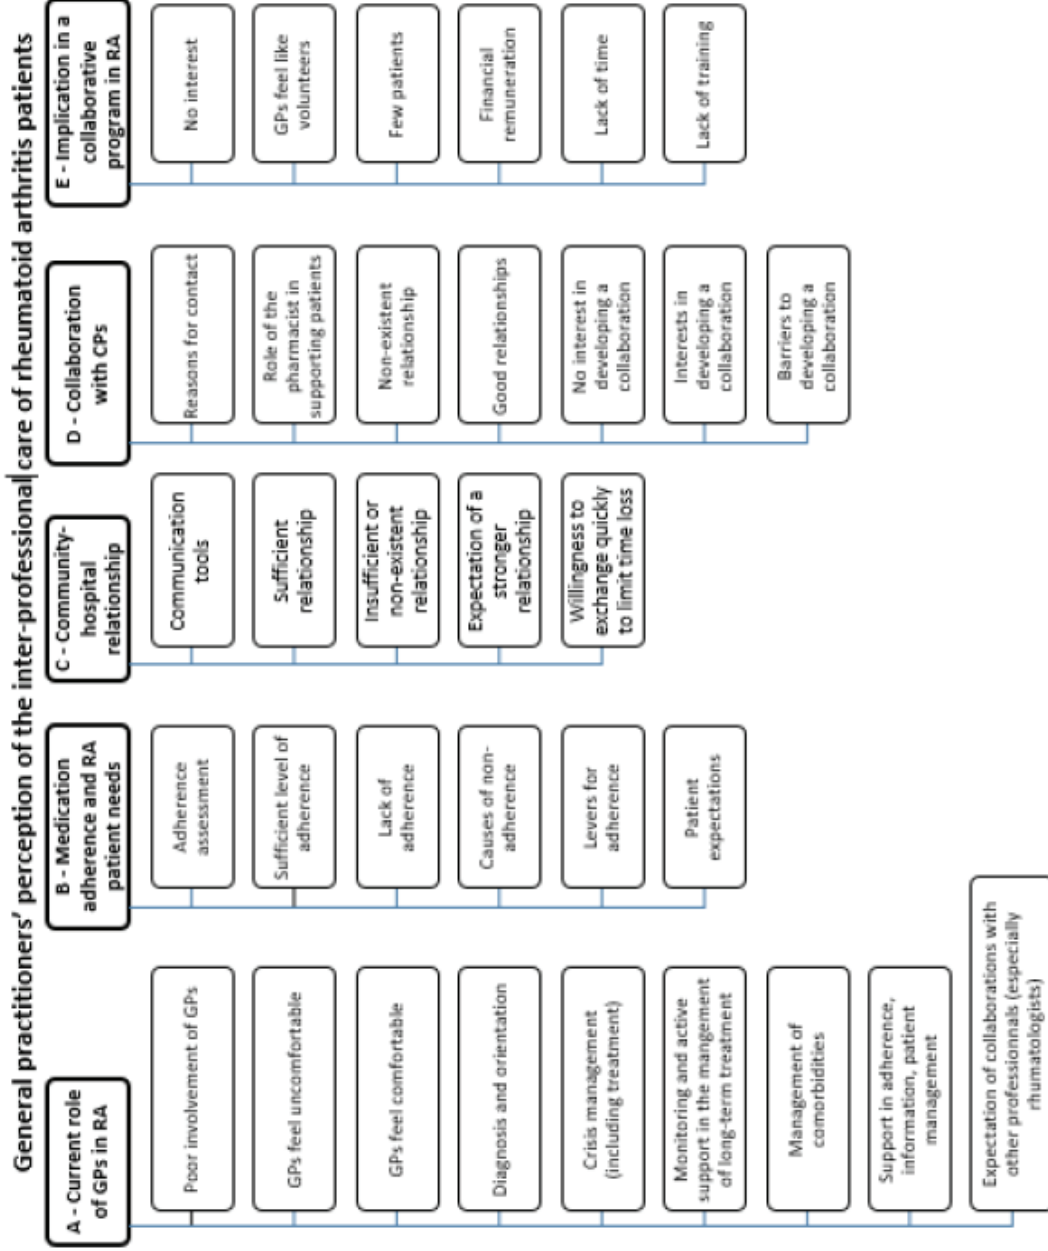 General practitioners' perception of the inter-professional care of rheumatoid arthritis patients
A - Current role
of GPs in RA
Poor involvement of GPs
GPs feel uncomfortable
GPs feel comfortable
Diagnosis and orientation
Crisis management
(including treatment)
Monitoring and active
support in the mangement
of long-term treatment
Management of
comorbidities
Support in adherence,
information, patient
management
Expectation of collaborations with
other professionnals (especially
rhumatologists)
B - Medication
adherence and RA
patient needs
Adherence
assessment
Sufficient level of
adherence
Lack of
adherence
Causes of non-
adherence
Levers for
adherence
Patient
expectations
C - Community-
hospital
relationship
Communication
tools
Sufficient
relationship
Insufficient or
non-existent
relationship
Expectation of a
stronger
relationship
Willingness to
exchange quickly
to limit time loss
D - Collaboration
with CPs
Reasons for contact
Role of the
pharmacist in
supporting patients
Non-existent
relationship
Good relationships
No interest in
developing a
collaboration
Interests in
developing a
collaboration
Barriers to
developing a
collaboration
E - Implication in a
collaborative
program in RA
No interest
GPs feel like
volunteers
Few patients
Financial
remuneration
Lack of time
Lack of training